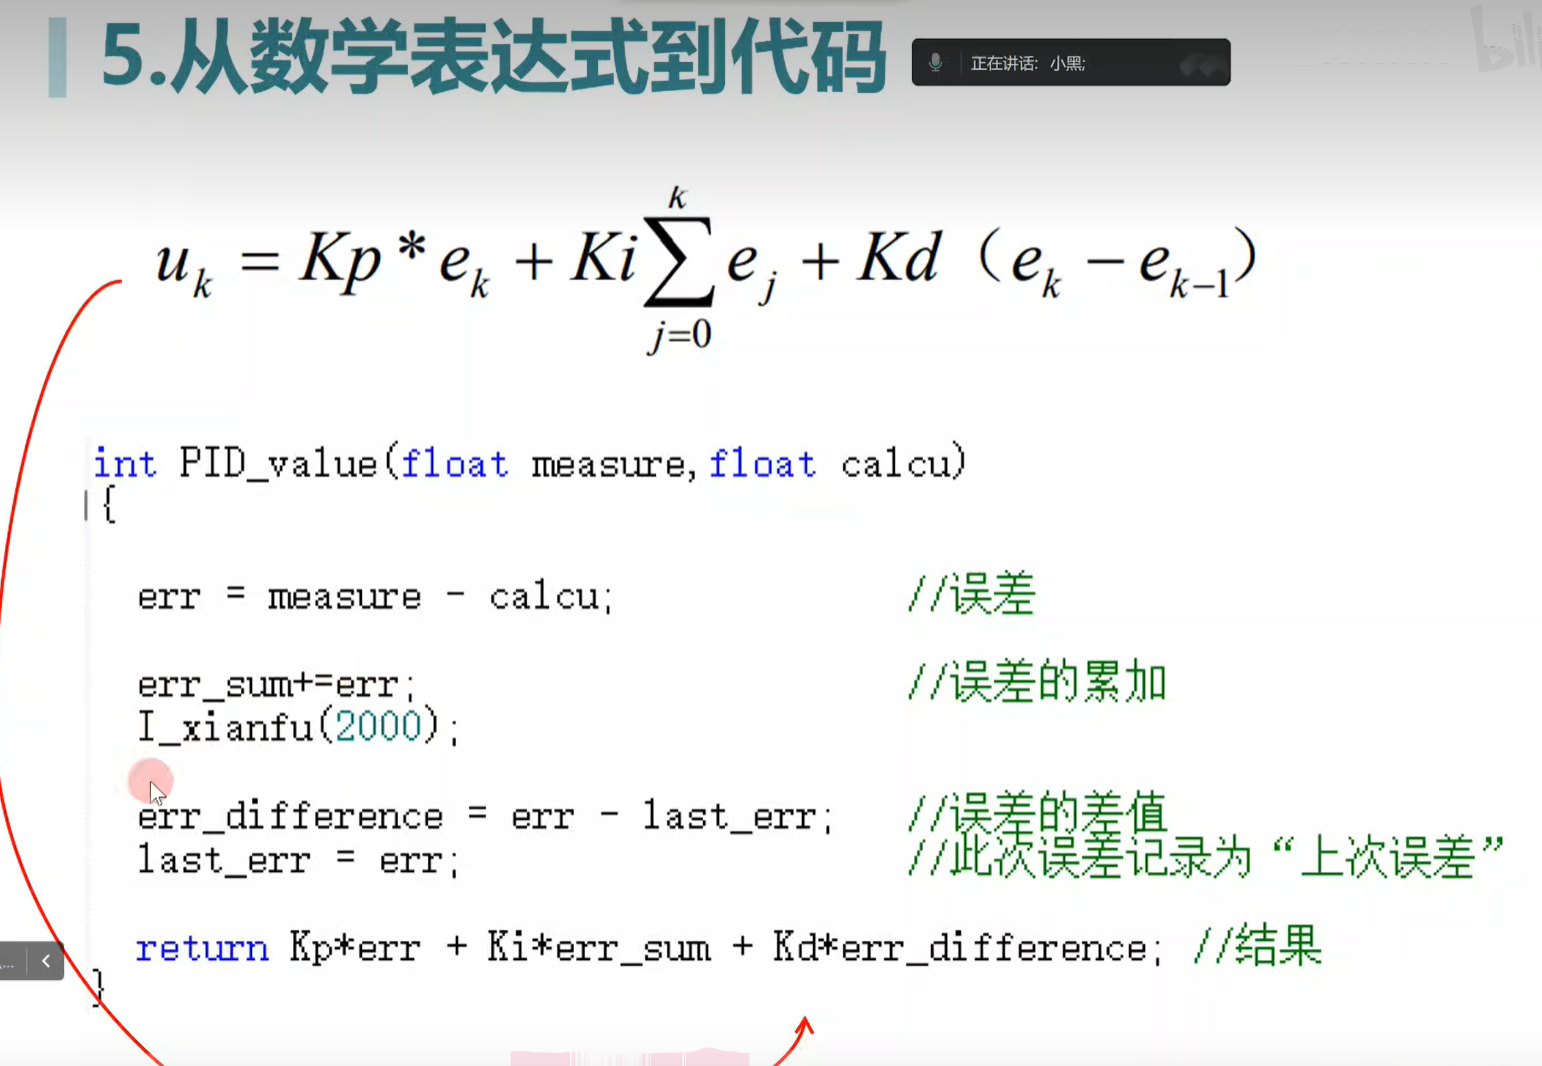 5.从数学表达式到代码
正在讲话: 小黑;
bili
u_k = Kp * e_k + Ki ∑_{j=0}^{k} e_j + Kd（e_k − e_{k−1}）
int PID_value(float measure,float calcu)
{
err = measure - calcu; //误差
err_sum+=err; //误差的累加
I_xianfu(2000);
err_difference = err - last_err; //误差的差值
last_err = err; //此次误差记录为“上次误差”
return Kp*err + Ki*err_sum + Kd*err_difference; //结果
}